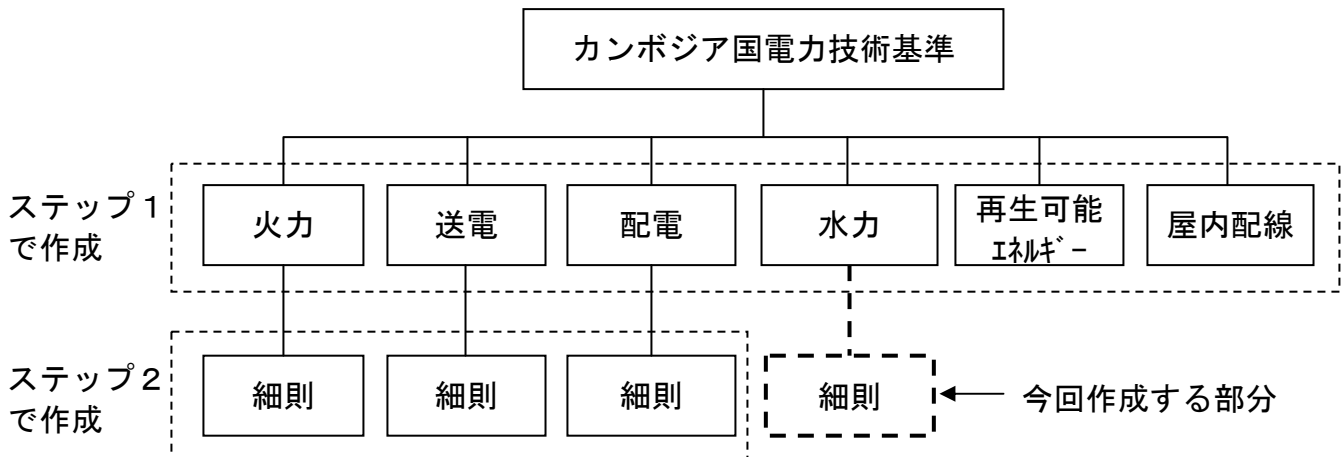 カンボジア国電力技術基準
ステップ１
で作成
火力
送電
配電
水力
再生可能
ｴﾈﾙｷﾞｰ
屋内配線
ステップ２
で作成
細則
細則
細則
細則
今回作成する部分